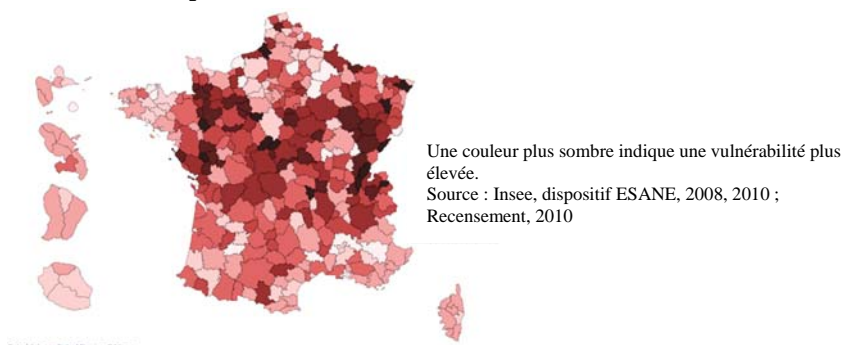 Une couleur plus sombre indique une vulnérabilité plus
élevée.
Source : Insee, dispositif ESANE, 2008, 2010 ;
Recensement, 2010